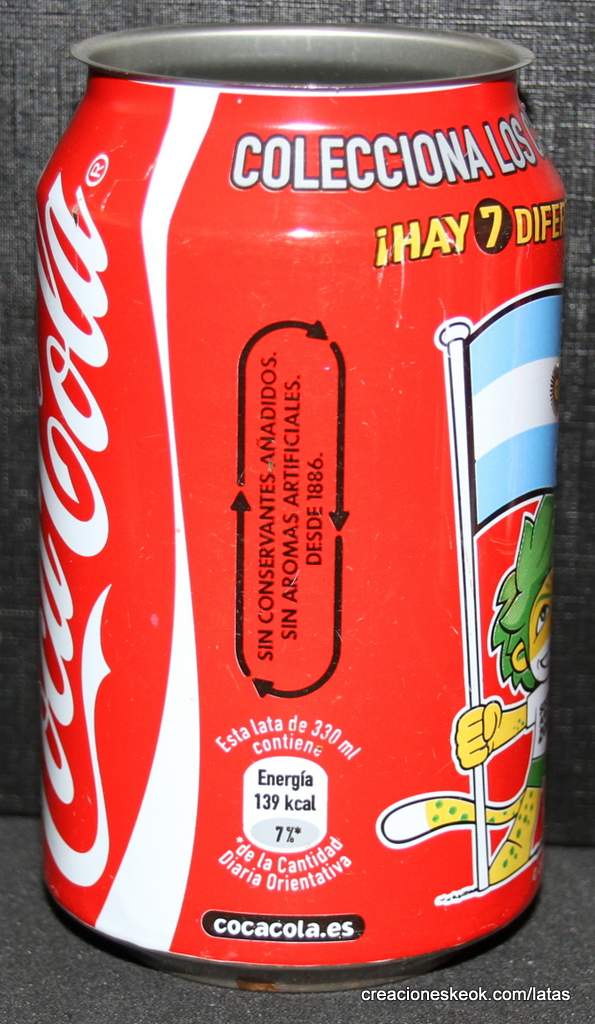 Coca-Cola®
COLECCIONA LOS
¡HAY 7
SIN CONSERVANTES AÑADIDOS.
SIN AROMAS ARTIFICIALES.
DESDE 1886.
Esta lata de 330 ml
contiene
Energía
139 kcal
7%*
*de la Cantidad
Diaria Orientativa
cocacola.es
creacioneskeok.com/latas